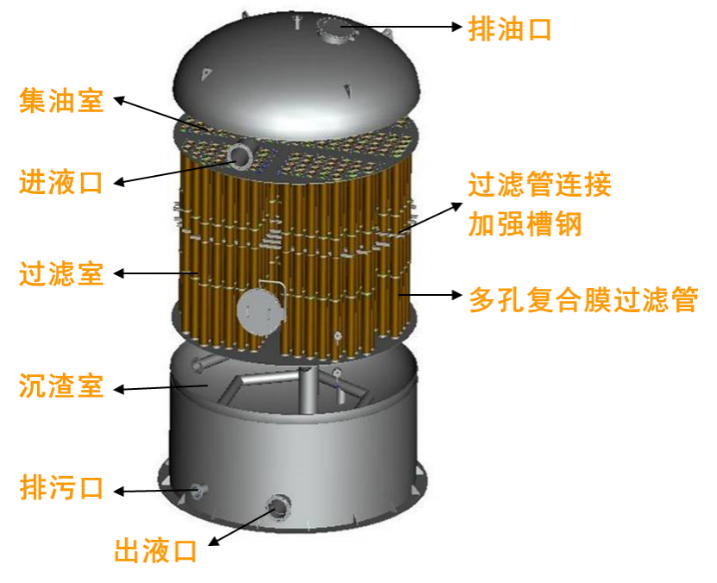 排油口
集油室
进液口
过滤管连接
加强槽钢
过滤室
多孔复合膜过滤管
沉渣室
排污口
出液口